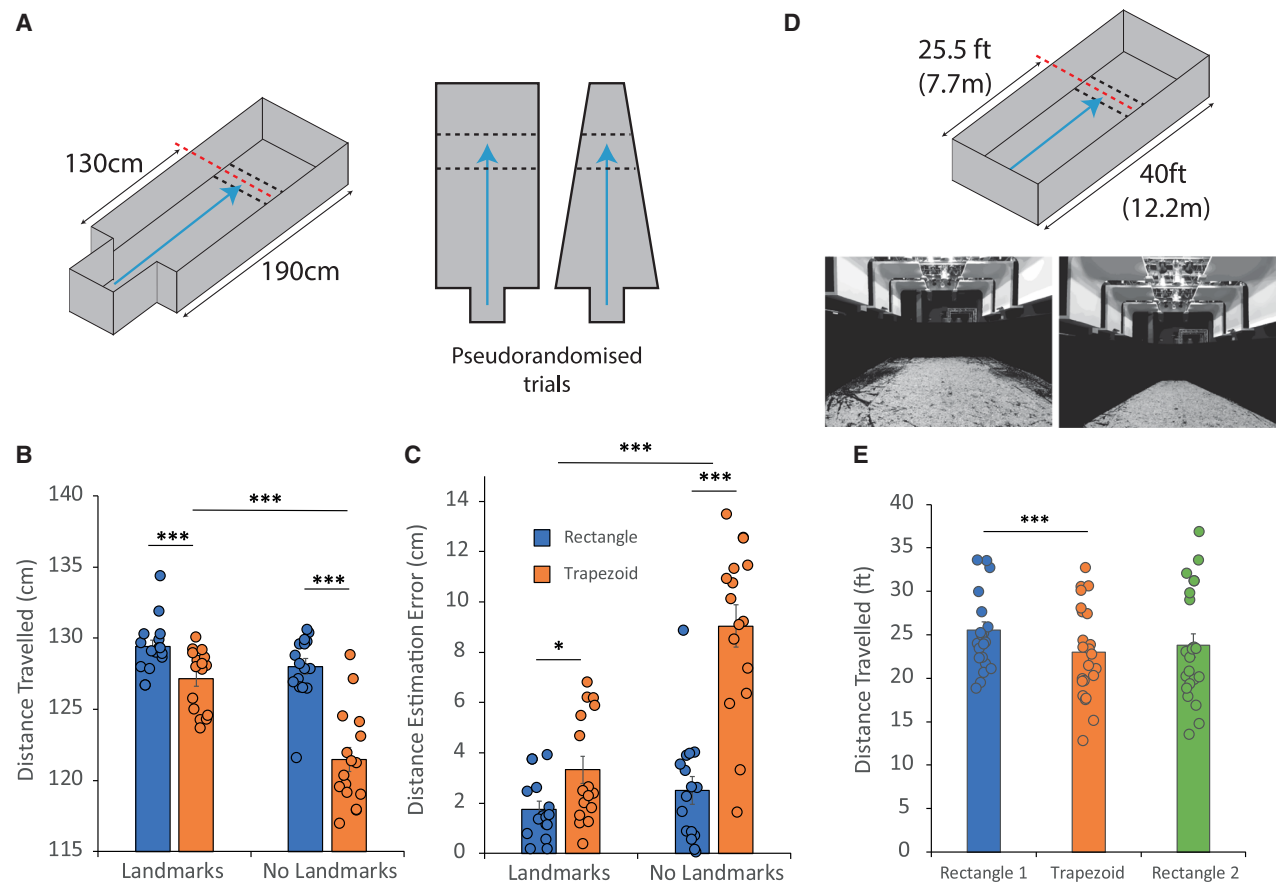 A
130cm
190cm
Pseudorandomised
trials
D
25.5 ft
(7.7m)
40ft
(12.2m)
B
Distance Travelled (cm)
140
135
130
125
120
115
***
***
***
Landmarks
No Landmarks
C
Distance Estimation Error (cm)
14
12
10
8
6
4
2
0
***
***
*
Rectangle
Trapezoid
Landmarks
No Landmarks
E
Distance Travelled (ft)
40
35
30
25
20
15
10
5
0
***
Rectangle 1
Trapezoid
Rectangle 2